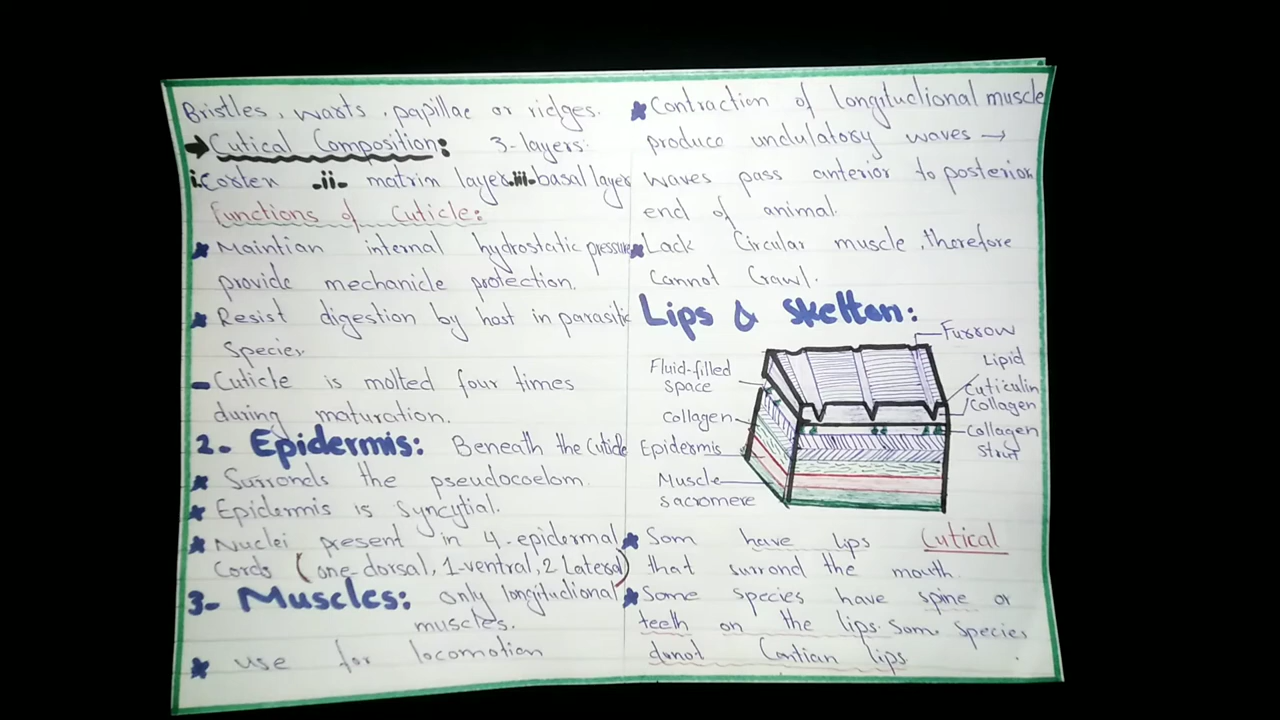 Bristles, warts, papillae or ridges.
→ Cutical Composition: 3-layers:
i. Cortex -ii- matrix layer -iii- basal layer
Functions of Cuticle:
★ Maintian internal hydrostatic pressure
provide mechanicle protection.
★ Resist digestion by host in parasitic
Species
- Cuticle is molted four times
during maturation.
2- Epidermis: Beneath the cuticle
★ Surronds the pseudocoelom.
★ Epidermis is Syncytial.
★ Nuclei present in 4-epidermal
Cords (one-dorsal, 1-ventral, 2 Lateral)
3- Muscles: only longitudional
muscles.
★ use for locomotion
★ Contraction of longitudional muscle
produce undulatory waves →
waves pass anterior to posterior
end of animal.
★ Lack Circular muscle, therefore
Cannot Crawl.
Lips & Skelton:
Furrow
Lipid
Cuticulin
Collagen
Collagen
Strut
Fluid-filled
space
Collagen
Epidermis
Muscle
sacromere
★ Som have lips Cutical
that surrond the mouth.
★ Some species have spine or
teeth on the lips. Som Species
donot Contian lips